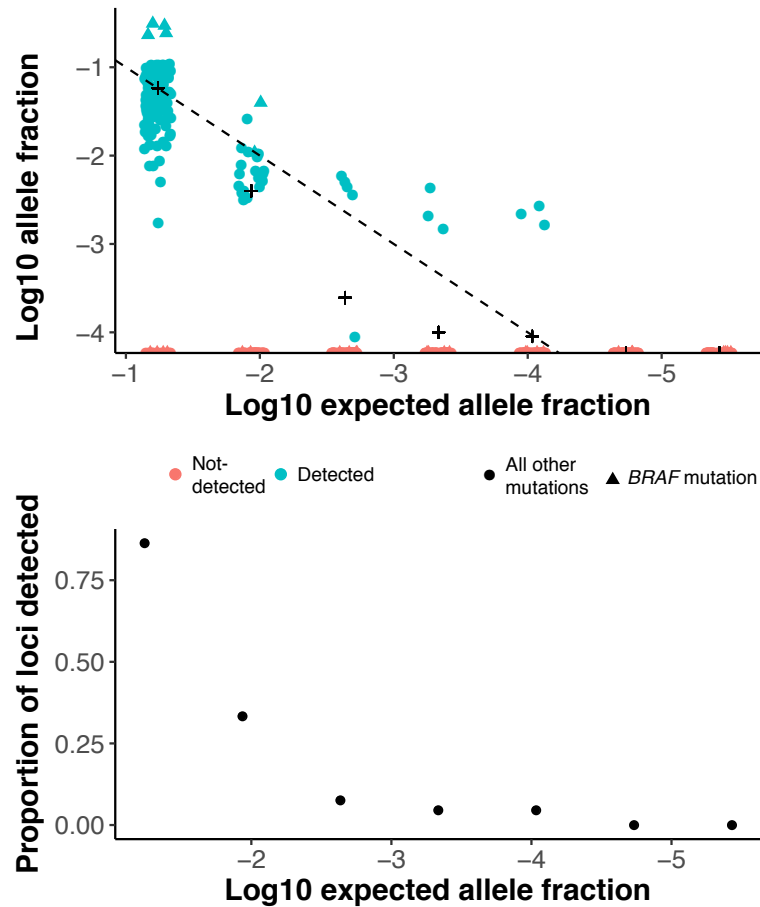 Log10 allele fraction
−1
−2
−3
−4
−1 −2 −3 −4 −5
Log10 expected allele fraction
Not-
detected
Detected
All other
mutations
BRAF mutation
Proportion of loci detected
0.75
0.50
0.25
0.00
−2 −3 −4 −5
Log10 expected allele fraction